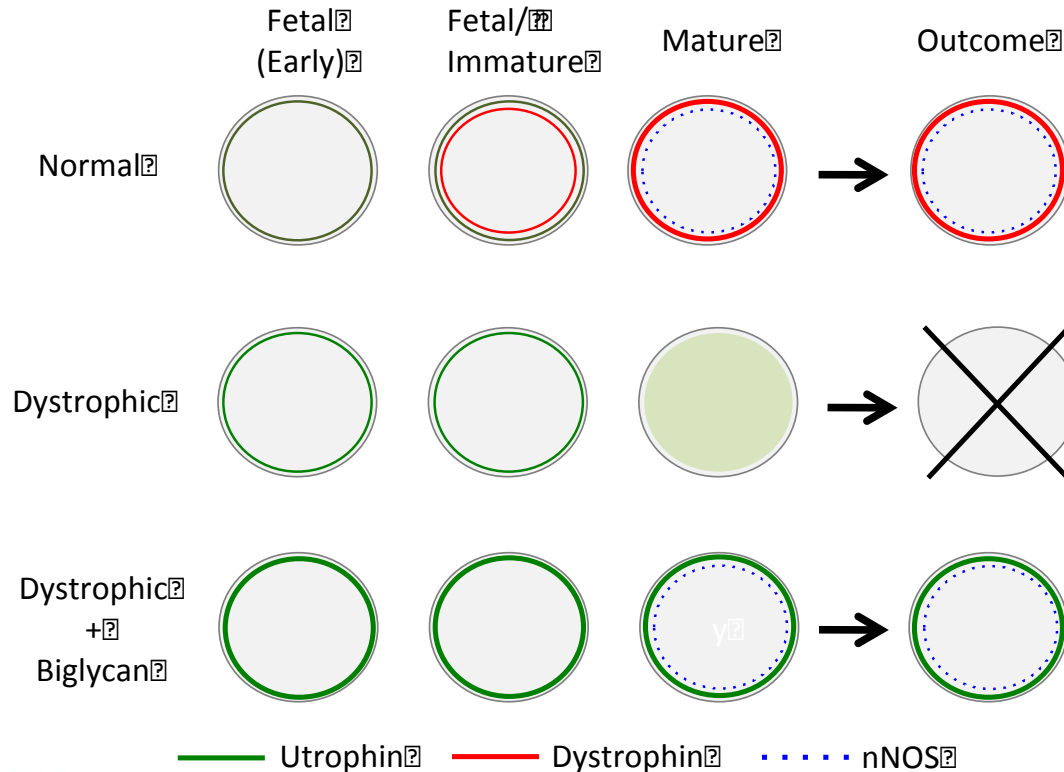 Fetal
(Early)
Fetal/
Immature
Mature
Outcome
Normal
Dystrophic
Dystrophic
+
Biglycan
y
Utrophin
Dystrophin
nNOS